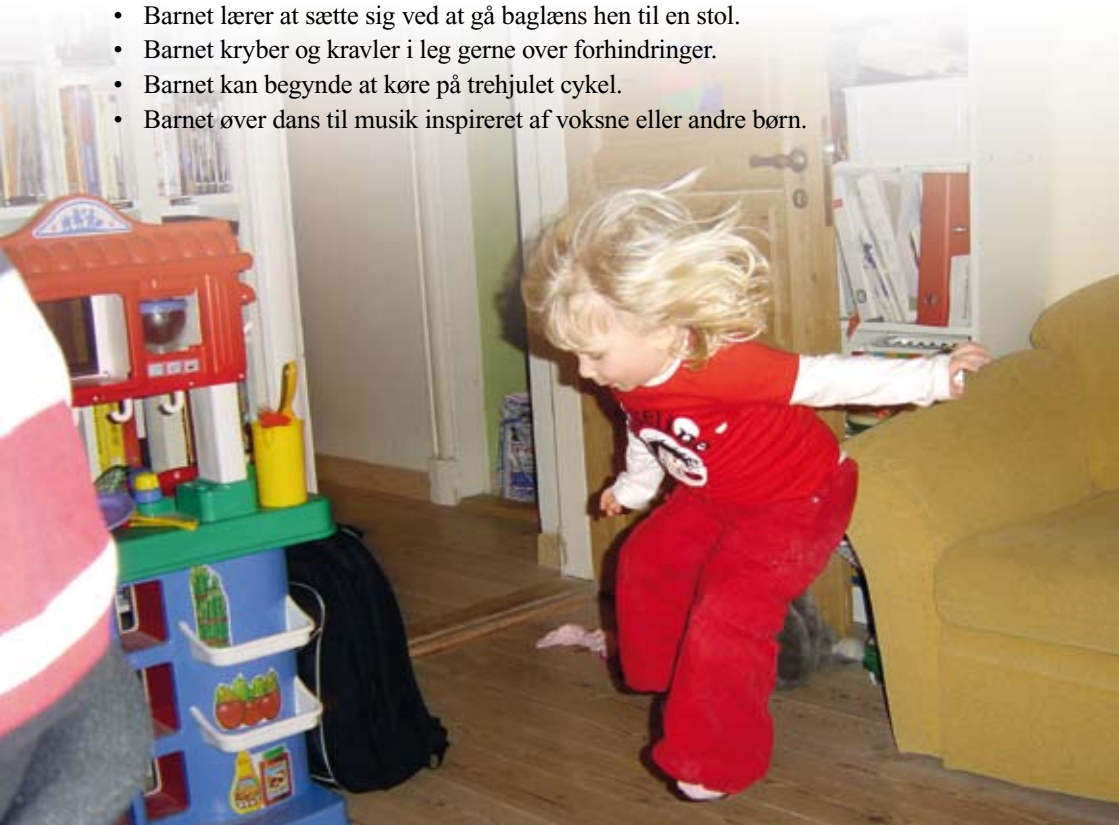 • Barnet lærer at sætte sig ved at gå baglæns hen til en stol.
• Barnet kryber og kravler i leg gerne over forhindringer.
• Barnet kan begynde at køre på trehjulet cykel.
• Barnet øver dans til musik inspireret af voksne eller andre børn.